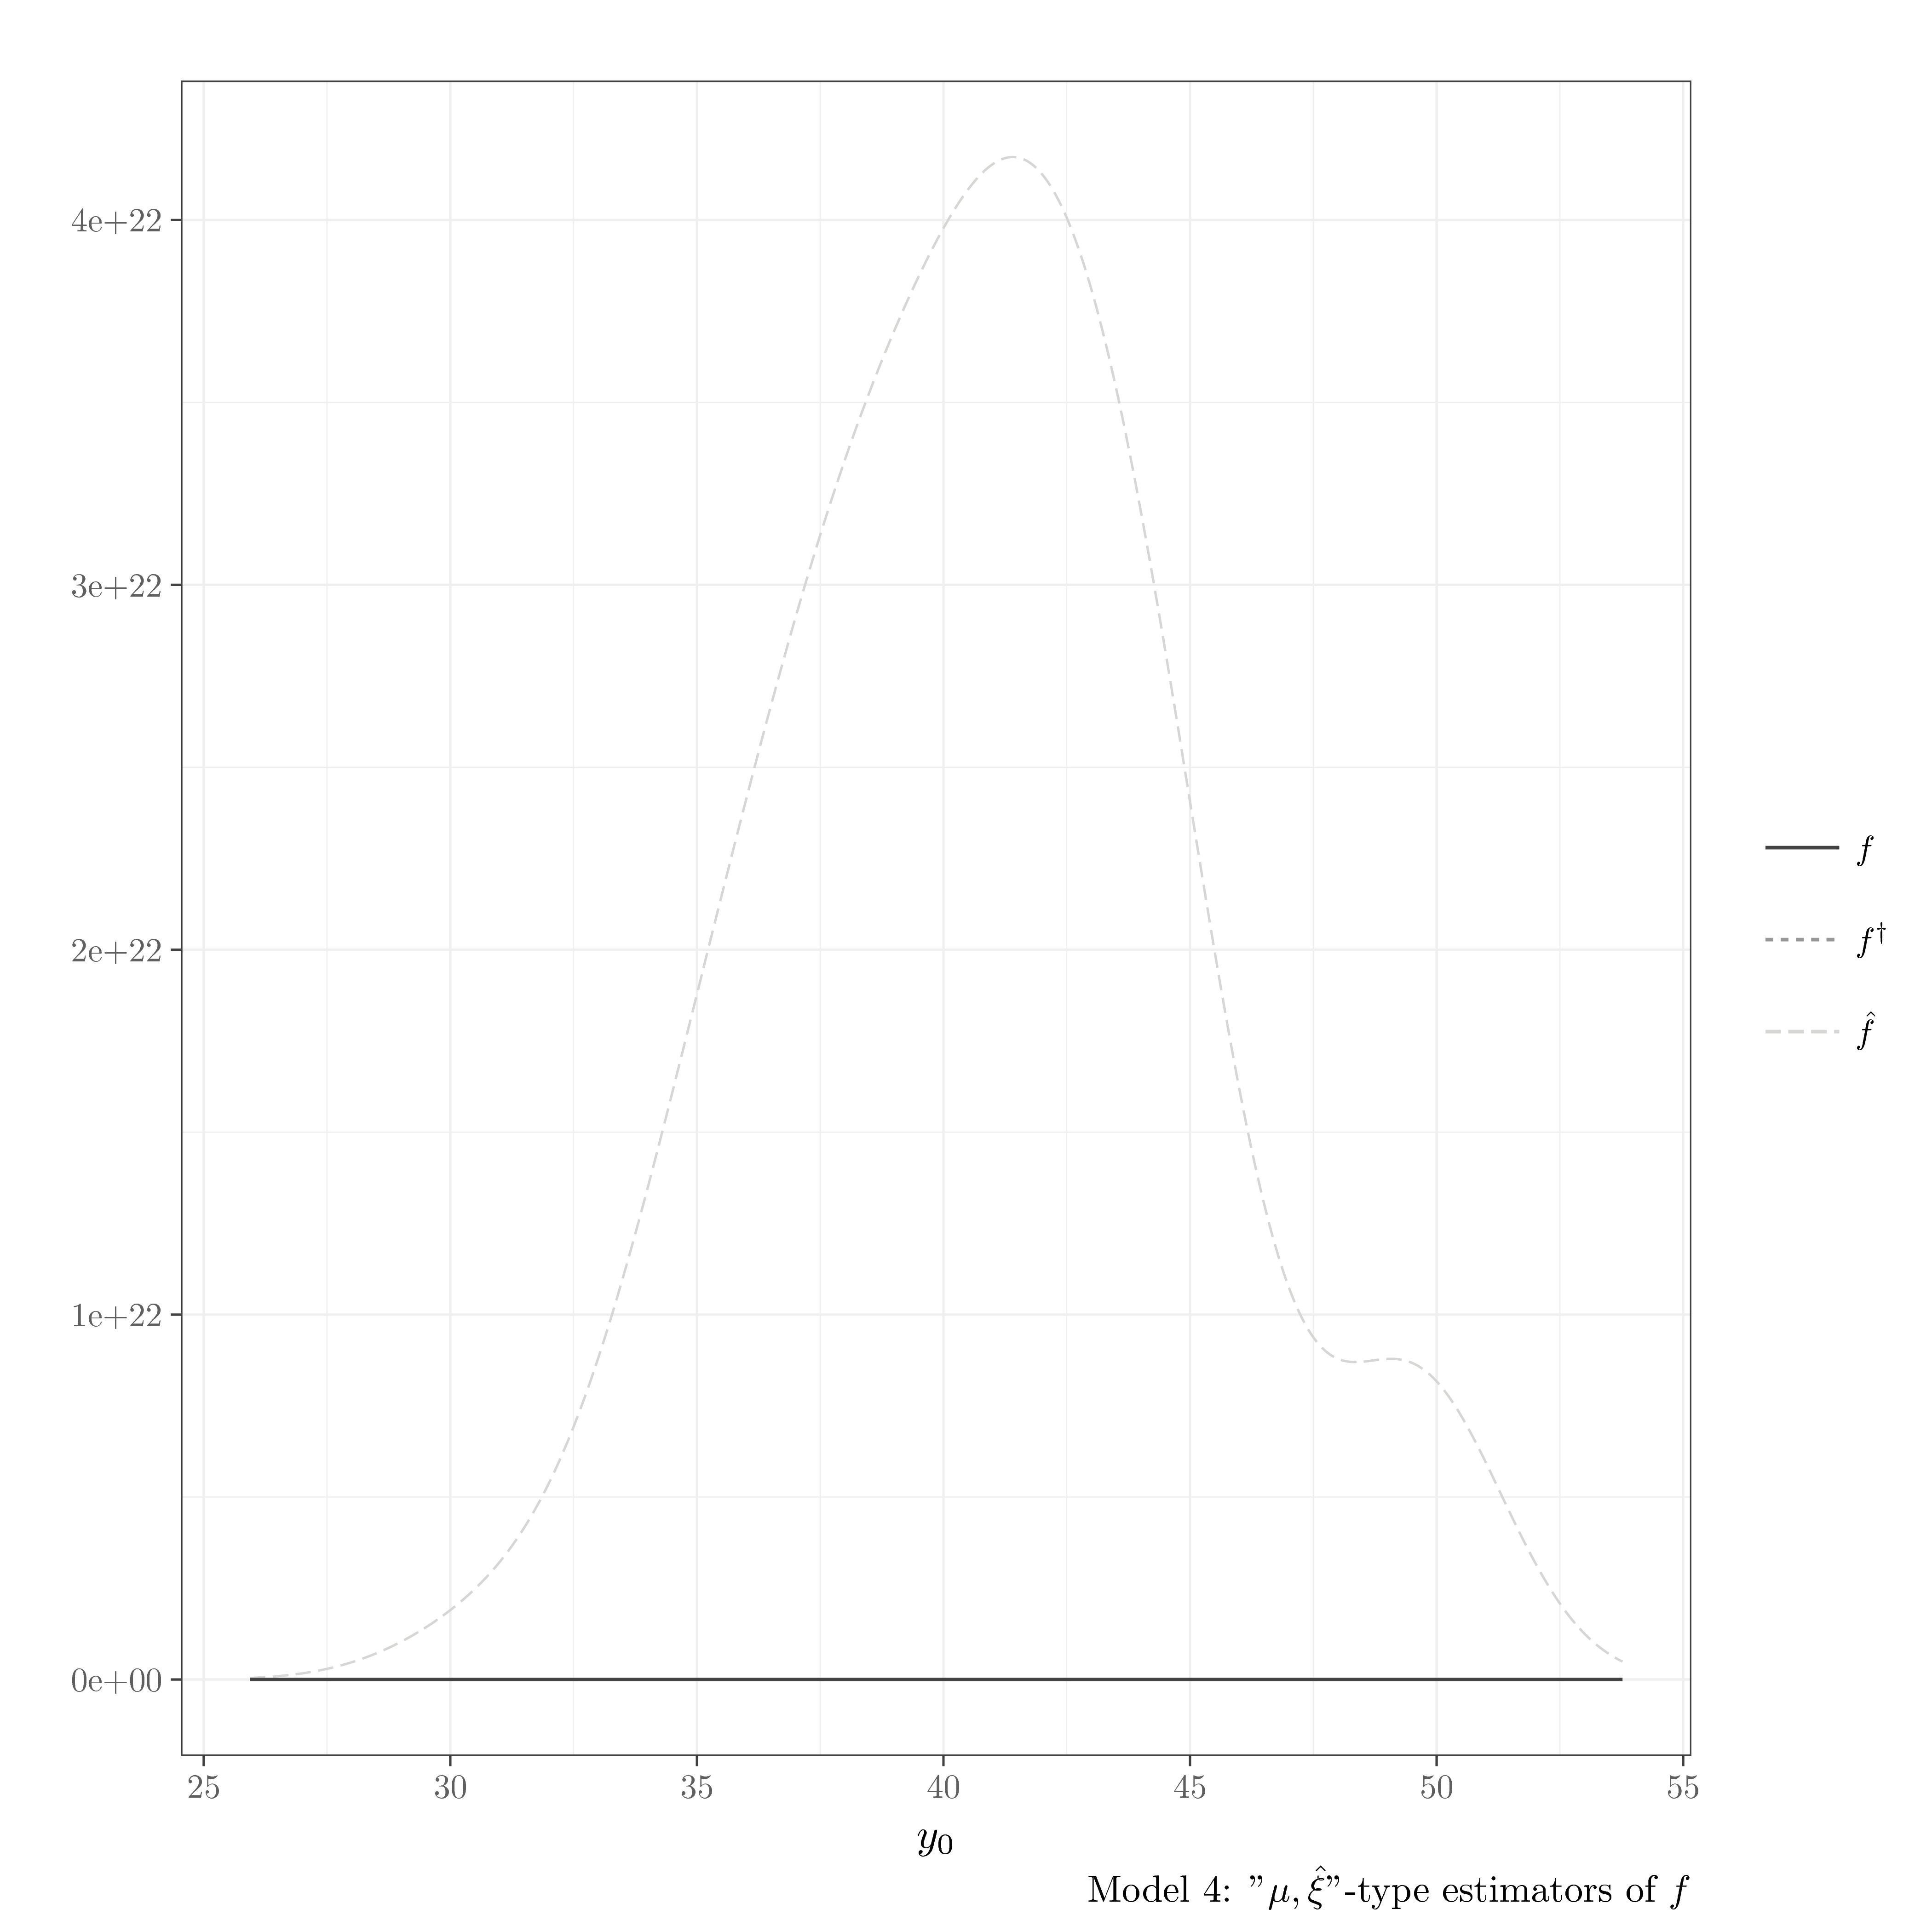 4e+22
3e+22
2e+22
1e+22
0e+00
25 30 35 40 45 50 55
y₀
f
f†
f̂
Model 4: ”μ, ξ̂”-type estimators of f